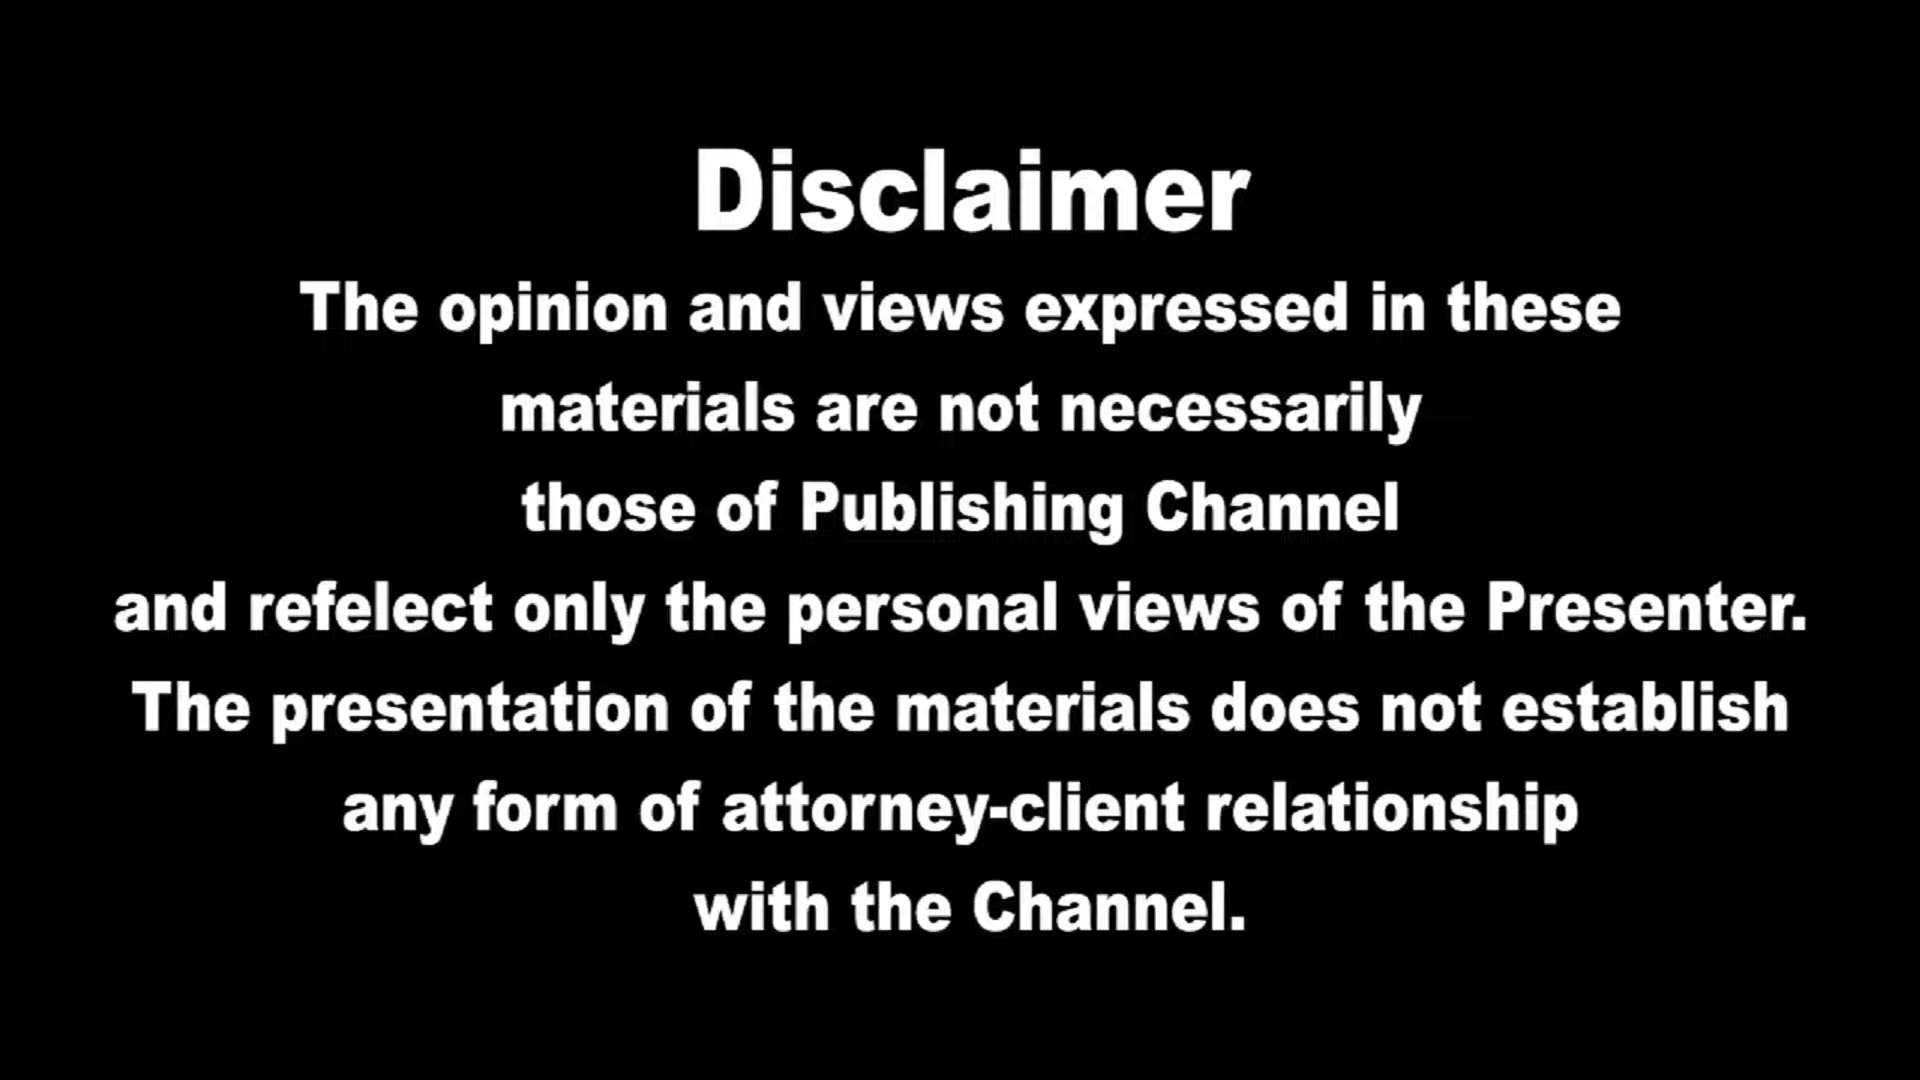 Disclaimer
The opinion and views expressed in these
materials are not necessarily
those of Publishing Channel
and refelect only the personal views of the Presenter.
The presentation of the materials does not establish
any form of attorney-client relationship
with the Channel.